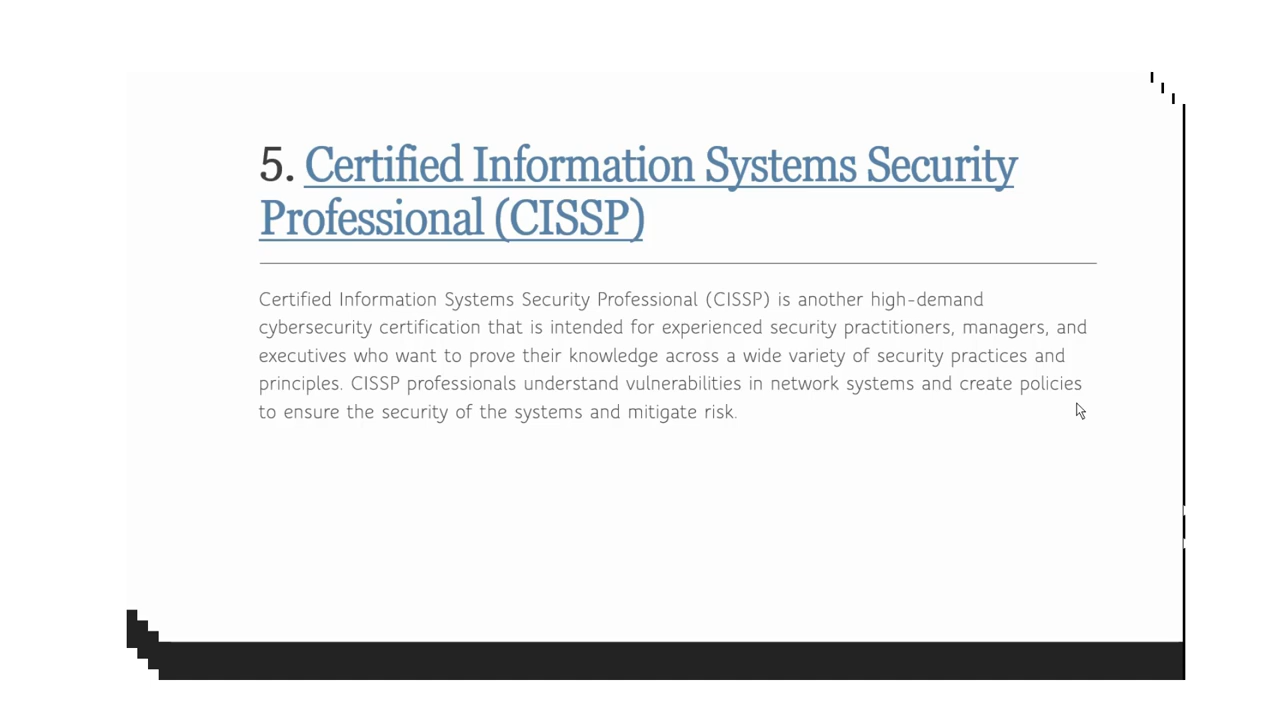 5. Certified Information Systems Security
Professional (CISSP)
Certified Information Systems Security Professional (CISSP) is another high-demand
cybersecurity certification that is intended for experienced security practitioners, managers, and
executives who want to prove their knowledge across a wide variety of security practices and
principles. CISSP professionals understand vulnerabilities in network systems and create policies
to ensure the security of the systems and mitigate risk.